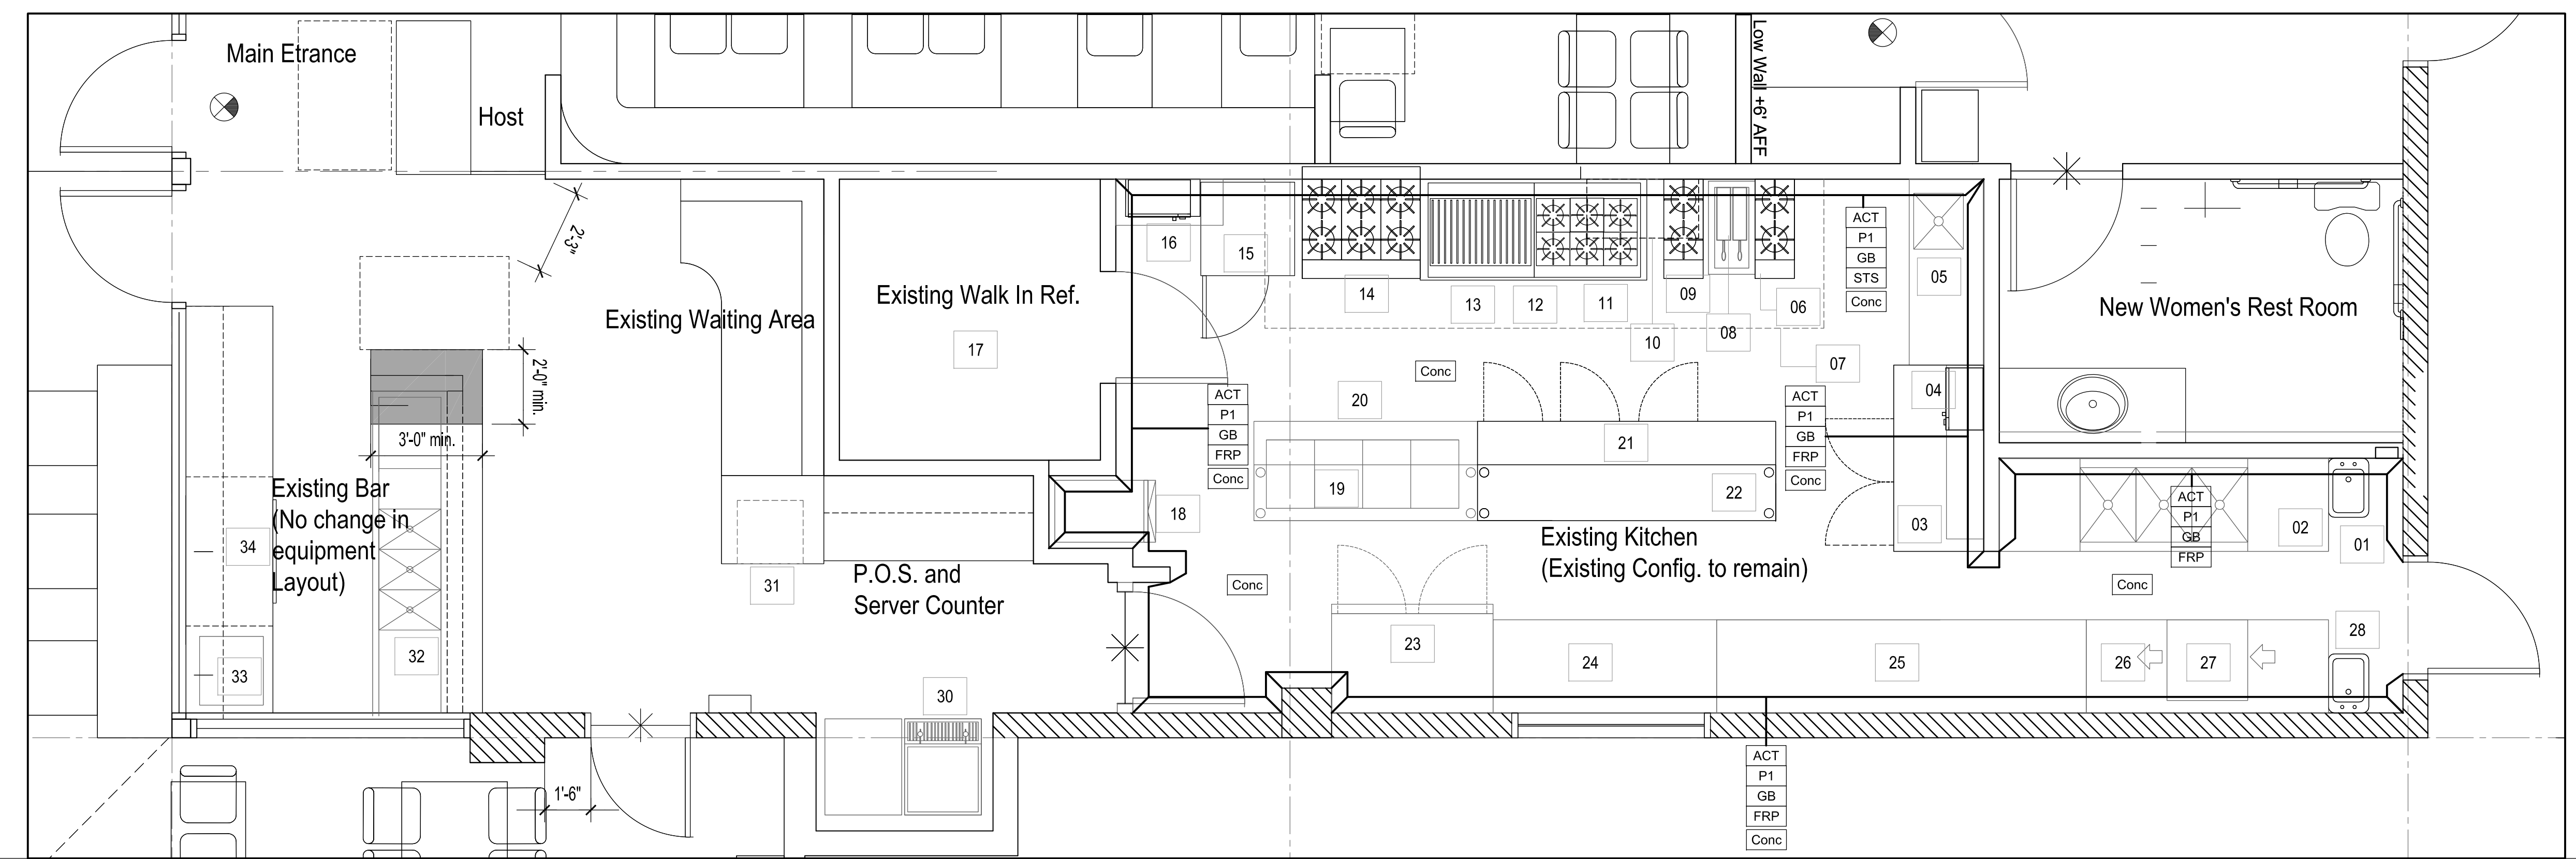 Main Etrance
Host
Low Wall +6' AFF
2'-3"
Existing Waiting Area
Existing Walk In Ref.
17
16
15
14
13
12
11
10
09
08
07
06
05
04
03
ACT
P1
GB
STS
Conc
New Women's Rest Room
2'-0" min.
3'-0" min.
Existing Bar
(No change in
equipment
Layout)
34
33
32
31
30
P.O.S. and
Server Counter
ACT
P1
GB
FRP
Conc
18
Conc
20
19
21
22
Conc
Existing Kitchen
(Existing Config. to remain)
ACT
P1
GB
FRP
Conc
ACT
P1
GB
FRP
Conc
02
01
28
23
24
25
26
27
1'-6"
ACT
P1
GB
FRP
Conc